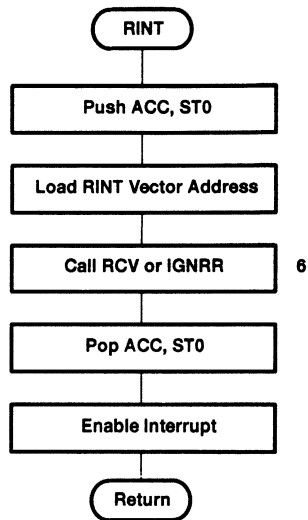 RINT
Push ACC, ST0
Load RINT Vector Address
Call RCV or IGNRR 6
Pop ACC, ST0
Enable Interrupt
Return